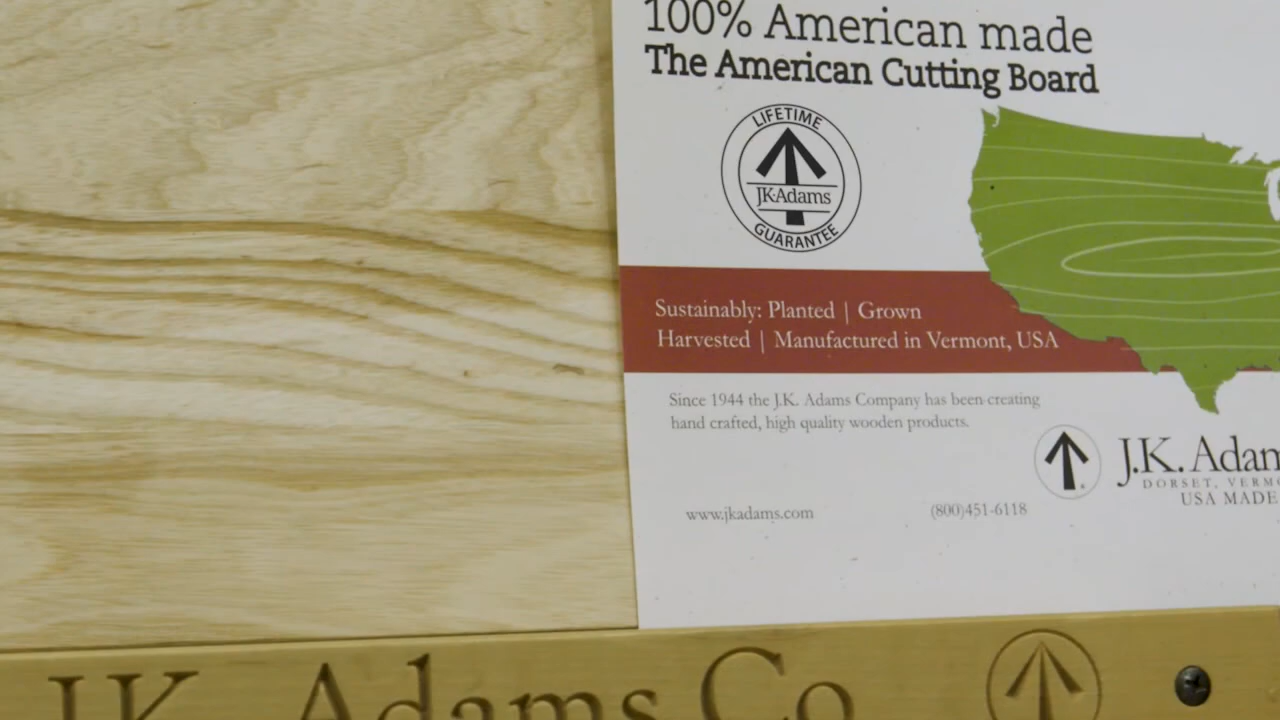 100% American made
The American Cutting Board
LIFETIME
JK·Adams
GUARANTEE
Sustainably: Planted | Grown
Harvested | Manufactured in Vermont, USA
Since 1944 the J.K. Adams Company has been creating
hand crafted, high quality wooden products.
J.K. Adam
DORSET, VERMO
USA MADE
www.jkadams.com
(800)451-6118
J.K. Adams Co